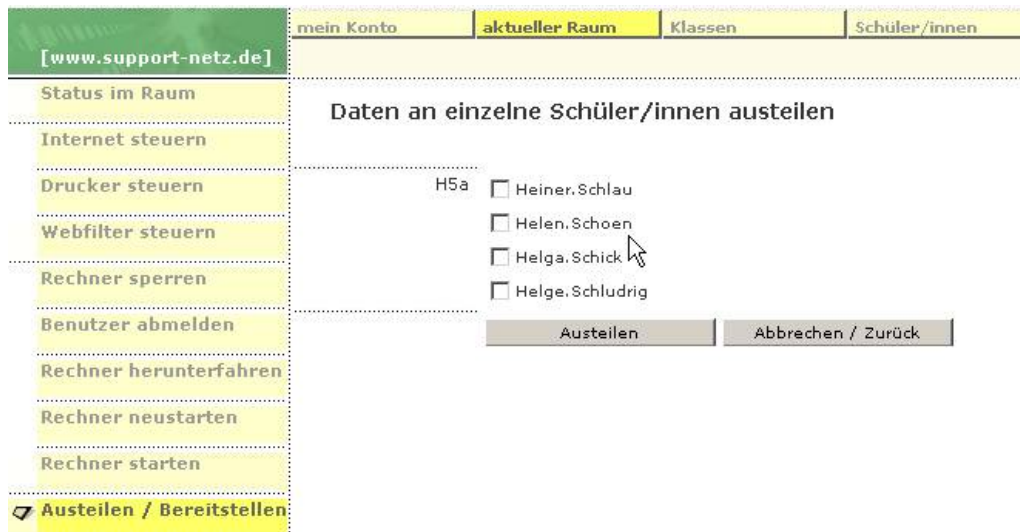 mein Konto aktueller Raum Klassen Schüler/innen
[www.support-netz.de]
Status im Raum
Internet steuern
Drucker steuern
Webfilter steuern
Rechner sperren
Benutzer abmelden
Rechner herunterfahren
Rechner neustarten
Rechner starten
Austeilen / Bereitstellen
Daten an einzelne Schüler/innen austeilen
H5a Heiner.Schlau
Helen.Schoen
Helga.Schick
Helge.Schludrig
Austeilen Abbrechen / Zurück